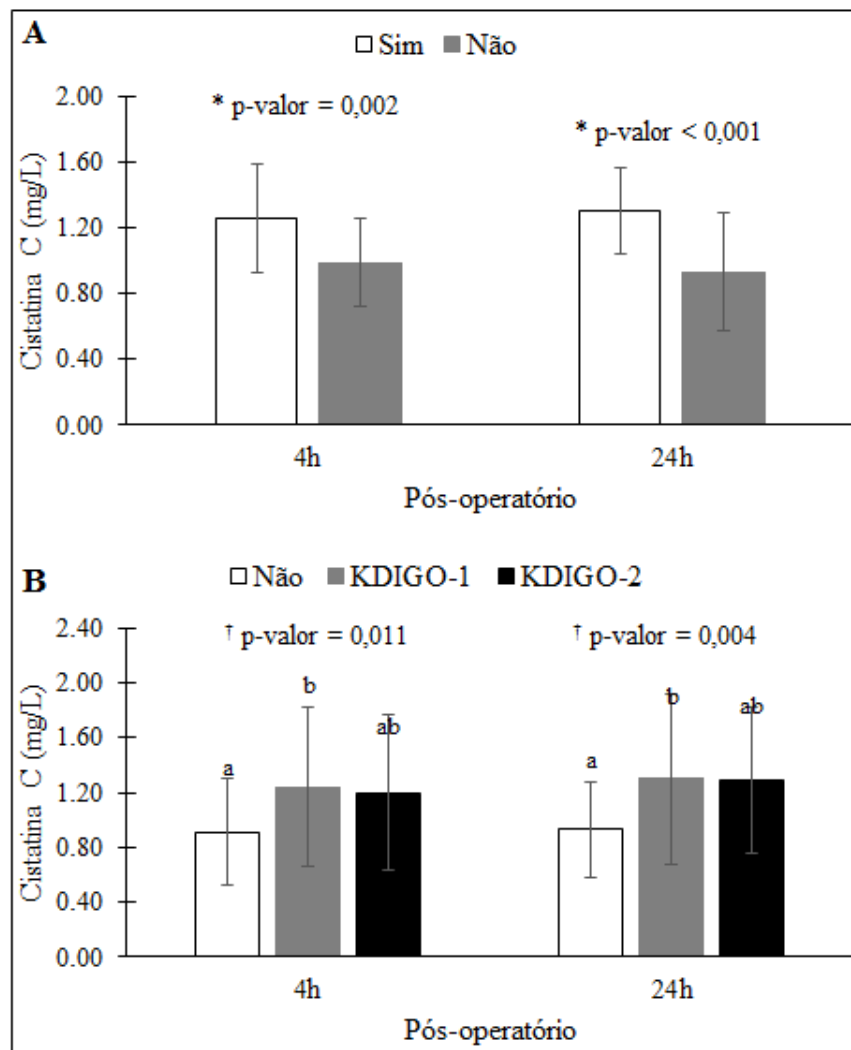 A
Sim Não
2.00
1.60
1.20
0.80
0.40
0.00
Cistatina C (mg/L)
* p-valor = 0,002
* p-valor < 0,001
4h 24h
Pós-operatório
B
Não KDIGO-1 KDIGO-2
2.40
2.00
1.60
1.20
0.80
0.40
0.00
Cistatina C (mg/L)
† p-valor = 0,011
† p-valor = 0,004
a b ab a b ab
4h 24h
Pós-operatório